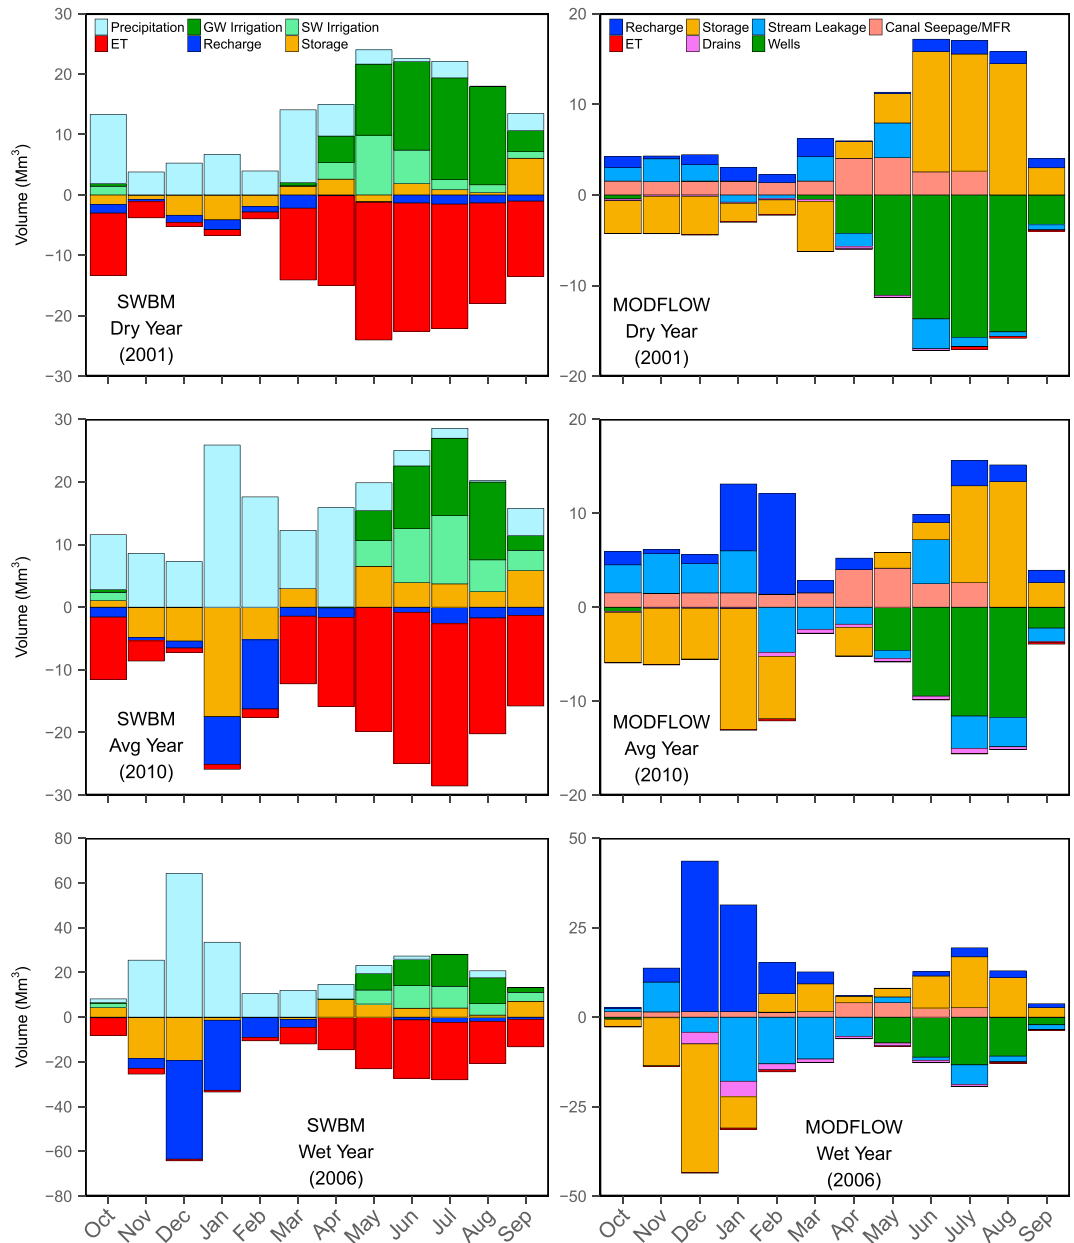 30
20
10
0
−10
−20
−30
Volume (Mm³)
Precipitation GW Irrigation SW Irrigation
ET Recharge Storage
SWBM
Dry Year
(2001)
20
10
0
−10
−20
Recharge Storage Stream Leakage Canal Seepage/MFR
ET Drains Wells
MODFLOW
Dry Year
(2001)
30
20
10
0
−10
−20
−30
Volume (Mm³)
SWBM
Avg Year
(2010)
20
10
0
−10
−20
MODFLOW
Avg Year
(2010)
80
60
40
20
0
−20
−40
−60
−80
Volume (Mm³)
SWBM
Wet Year
(2006)
Oct Nov Dec Jan Feb Mar Apr May Jun Jul Aug Sep
50
25
0
−25
−50
MODFLOW
Wet Year
(2006)
Oct Nov Dec Jan Feb Mar Apr May Jun July Aug Sep